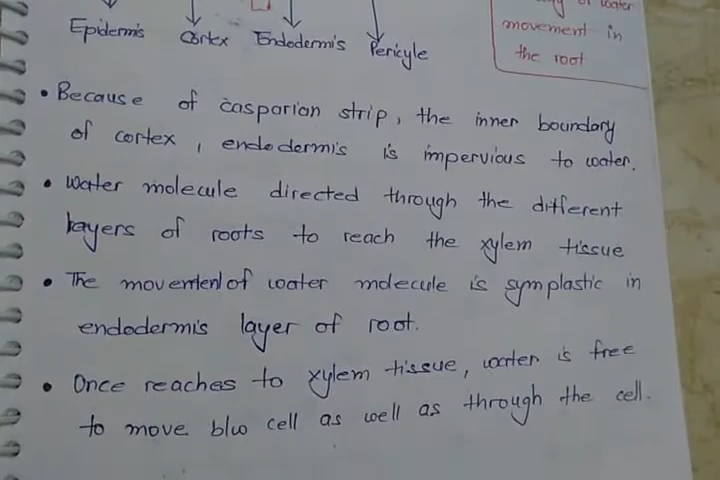 of water
movement in
the root
Epidermis Cortex Endodermis Pericyle
• Because of casparian strip, the inner boundary
of cortex, endodermis is impervious to water.
• Water molecule directed through the different
layers of roots to reach the xylem tissue
• The movement of water molecule is symplastic in
endodermis layer of root.
• Once reaches to xylem tissue, water is free
to move b/w cell as well as through the cell.